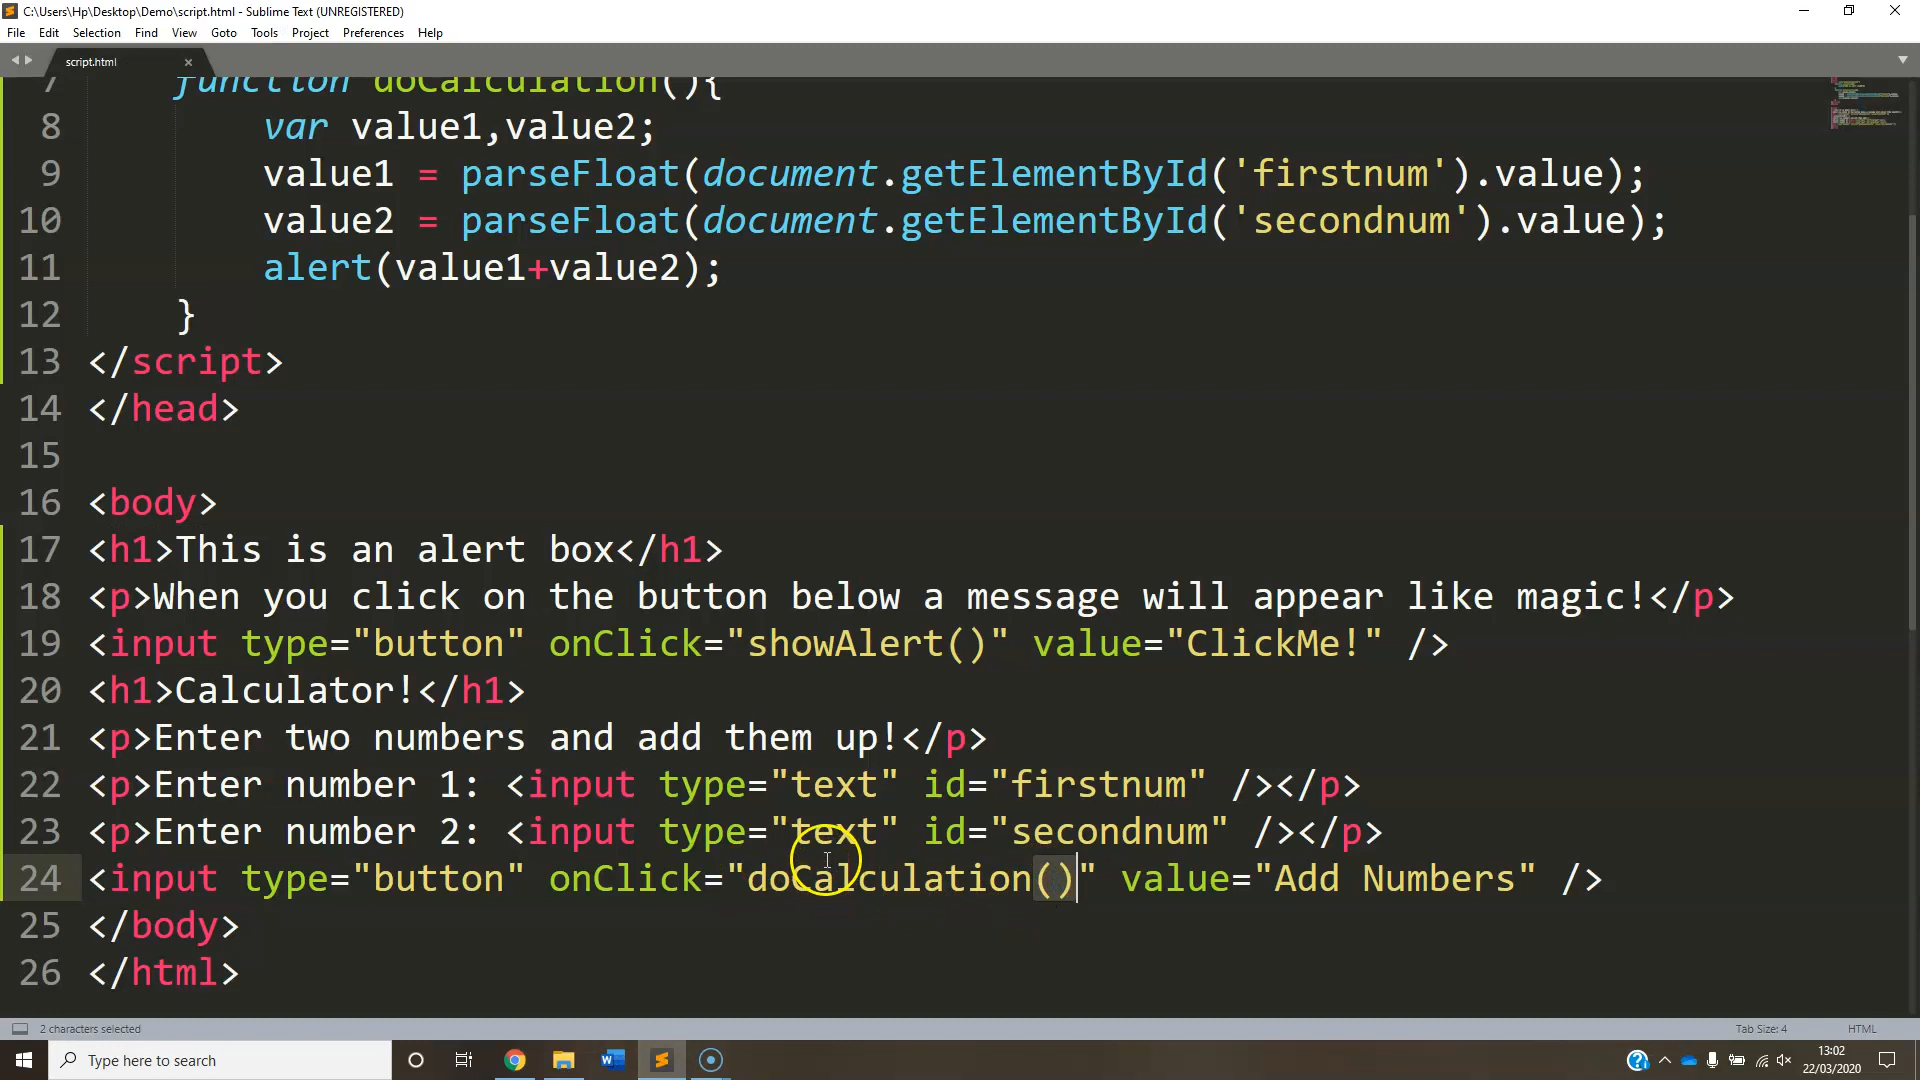 C:\Users\Hp\Desktop\Demo\script.html - Sublime Text (UNREGISTERED)
File Edit Selection Find View Goto Tools Project Preferences Help
script.html
7 function doCalculation(){
8 var value1,value2;
9 value1 = parseFloat(document.getElementById('firstnum').value);
10 value2 = parseFloat(document.getElementById('secondnum').value);
11 alert(value1+value2);
12 }
13 </script>
14 </head>
15
16 <body>
17 <h1>This is an alert box</h1>
18 <p>When you click on the button below a message will appear like magic!</p>
19 <input type="button" onClick="showAlert()" value="ClickMe!" />
20 <h1>Calculator!</h1>
21 <p>Enter two numbers and add them up!</p>
22 <p>Enter number 1: <input type="text" id="firstnum" /></p>
23 <p>Enter number 2: <input type="text" id="secondnum" /></p>
24 <input type="button" onClick="doCalculation()" value="Add Numbers" />
25 </body>
26 </html>
2 characters selected Tab Size: 4 HTML
Type here to search
13:02
22/03/2020